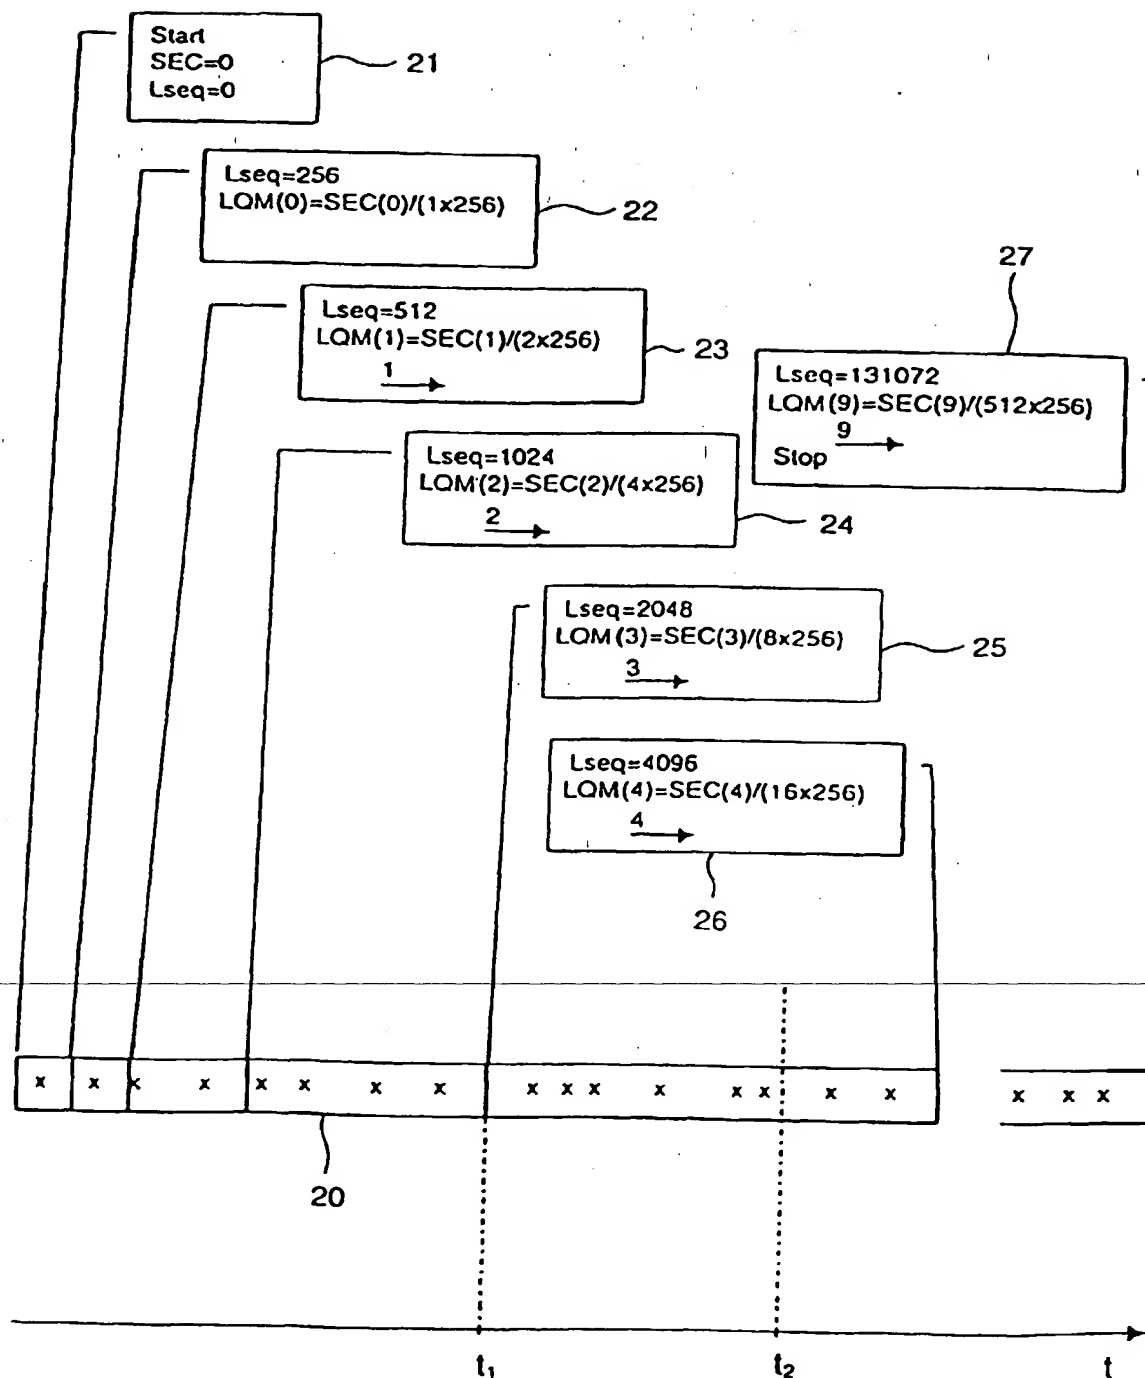 Start
SEC=0
Lseq=0
21
Lseq=256
LQM(0)=SEC(0)/(1x256)
22
Lseq=512
LQM(1)=SEC(1)/(2x256)
1
23
27
Lseq=131072
LQM(9)=SEC(9)/(512x256)
9
Stop
Lseq=1024
LQM(2)=SEC(2)/(4x256)
2
24
Lseq=2048
LQM(3)=SEC(3)/(8x256)
3
25
Lseq=4096
LQM(4)=SEC(4)/(16x256)
4
26
x x x x x x x x x x x x x x x x x x x
20
t₁ t₂ t